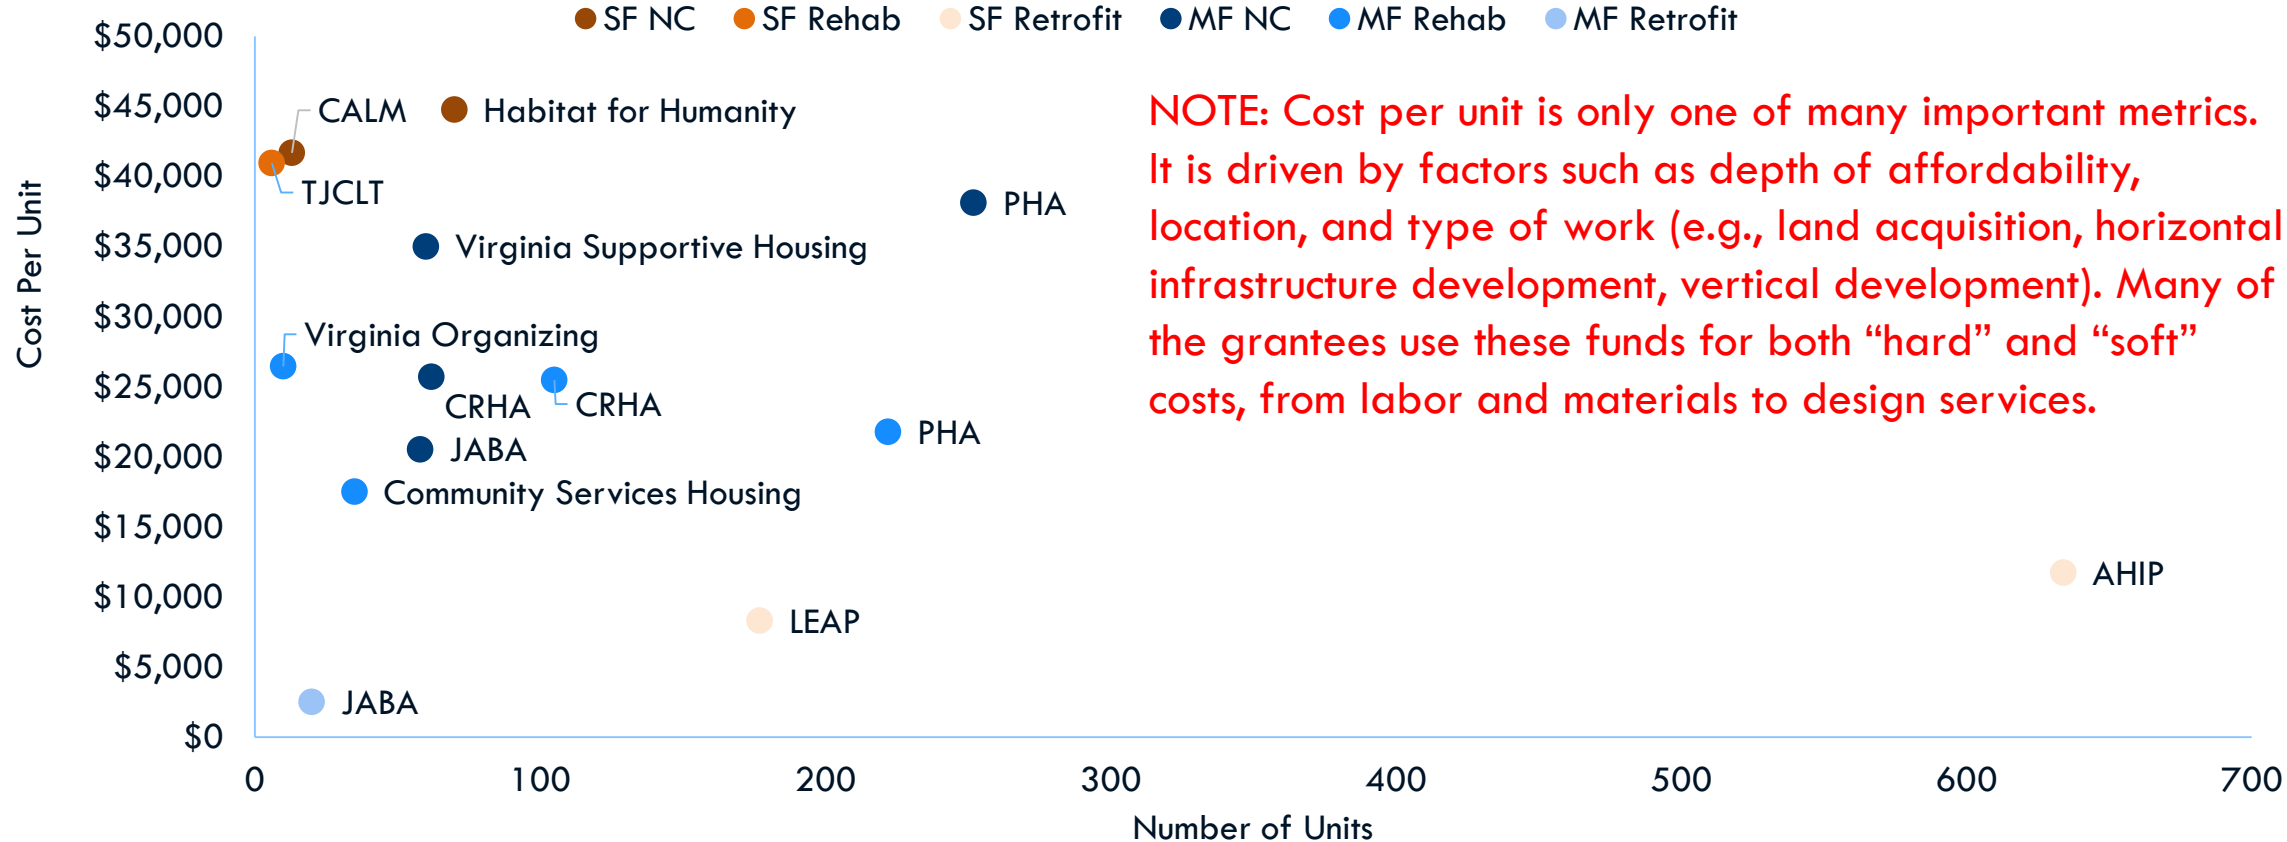 SF NC SF Rehab SF Retrofit MF NC MF Rehab MF Retrofit
$50,000
$45,000
$40,000
$35,000
$30,000
$25,000
$20,000
$15,000
$10,000
$5,000
$0
Cost Per Unit
CALM
Habitat for Humanity
TJCLT
PHA
Virginia Supportive Housing
Virginia Organizing
CRHA
CRHA
PHA
JABA
Community Services Housing
AHIP
LEAP
JABA
NOTE: Cost per unit is only one of many important metrics.
It is driven by factors such as depth of affordability,
location, and type of work (e.g., land acquisition, horizontal
infrastructure development, vertical development). Many of
the grantees use these funds for both “hard” and “soft”
costs, from labor and materials to design services.
0 100 200 300 400 500 600 700
Number of Units